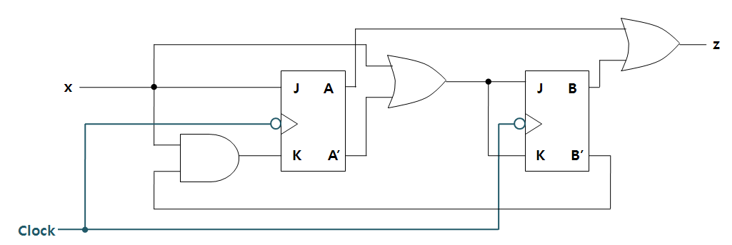 J A J B z
x
K A′ K B′
Clock